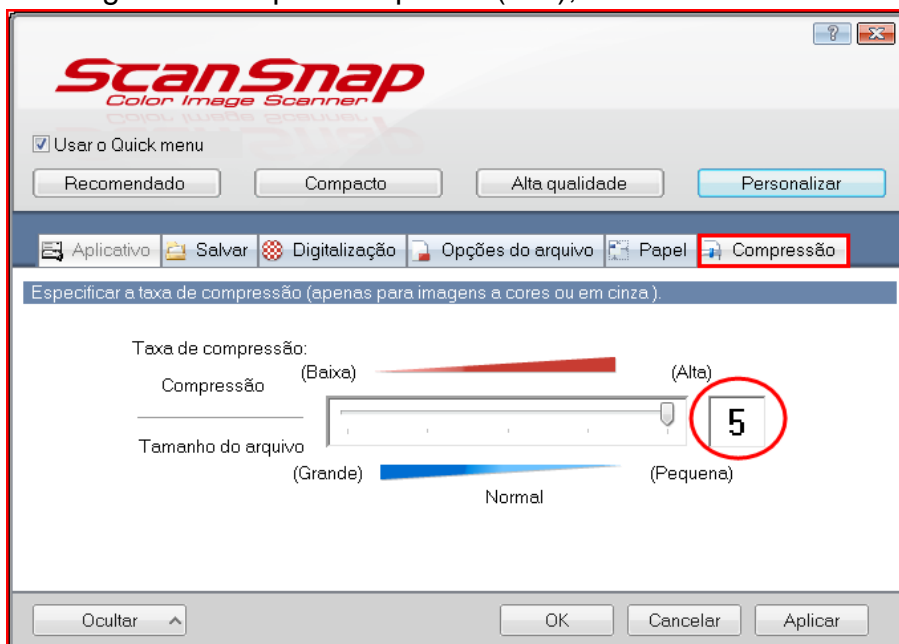 ScanSnap
Color Image Scanner
Usar o Quick menu
Recomendado Compacto Alta qualidade Personalizar
Aplicativo Salvar Digitalização Opções do arquivo Papel Compressão
Especificar a taxa de compressão (apenas para imagens a cores ou em cinza ).
Taxa de compressão:
(Baixa) (Alta)
Compressão
5
Tamanho do arquivo
(Grande) (Pequena)
Normal
Ocultar OK Cancelar Aplicar